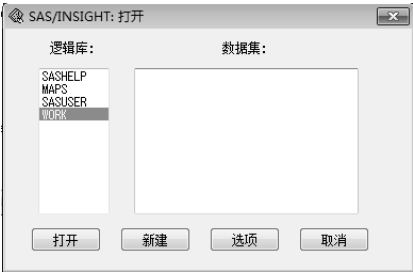 SAS/INSIGHT: 打开
逻辑库:
数据集:
SASHELP
MAPS
SASUSER
WORK
打开
新建
选项
取消